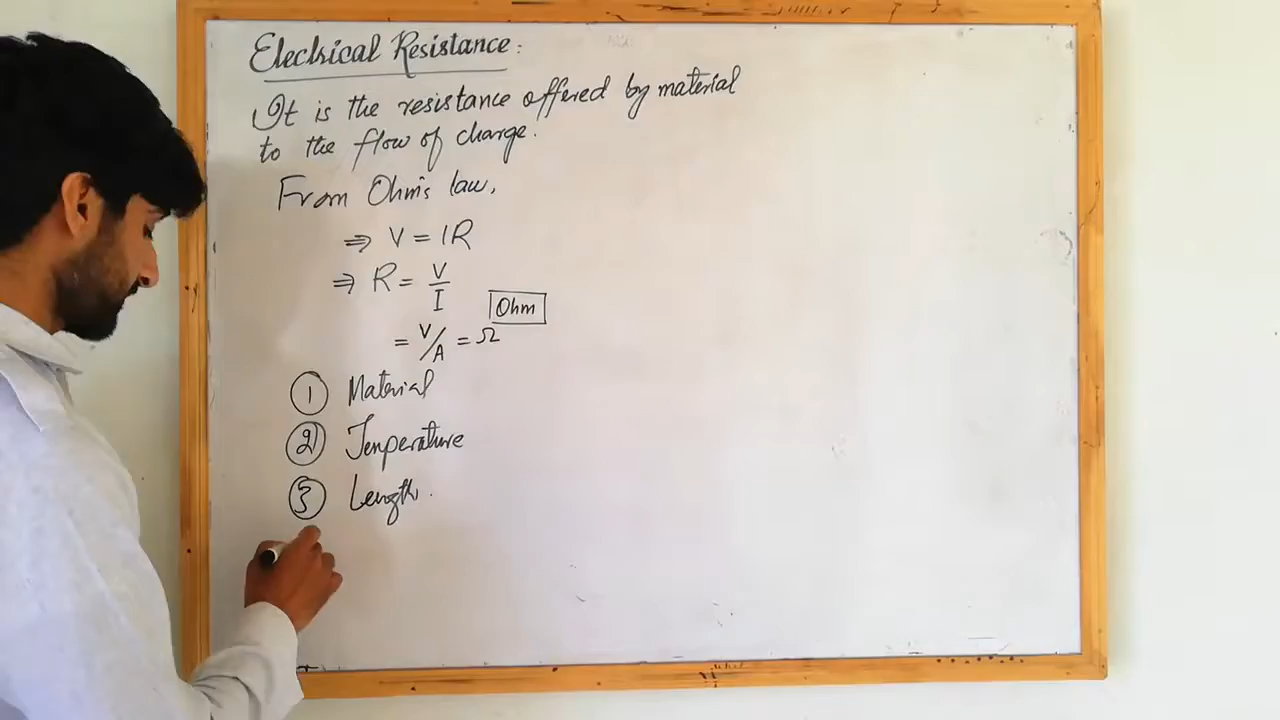 Electrical Resistance:
It is the resistance offered by material
to the flow of charge.
From Ohm's law,
⇒ V = IR
⇒ R = V/I
= V/A = Ω
Ohm
① Material
② Temperature
③ Length.